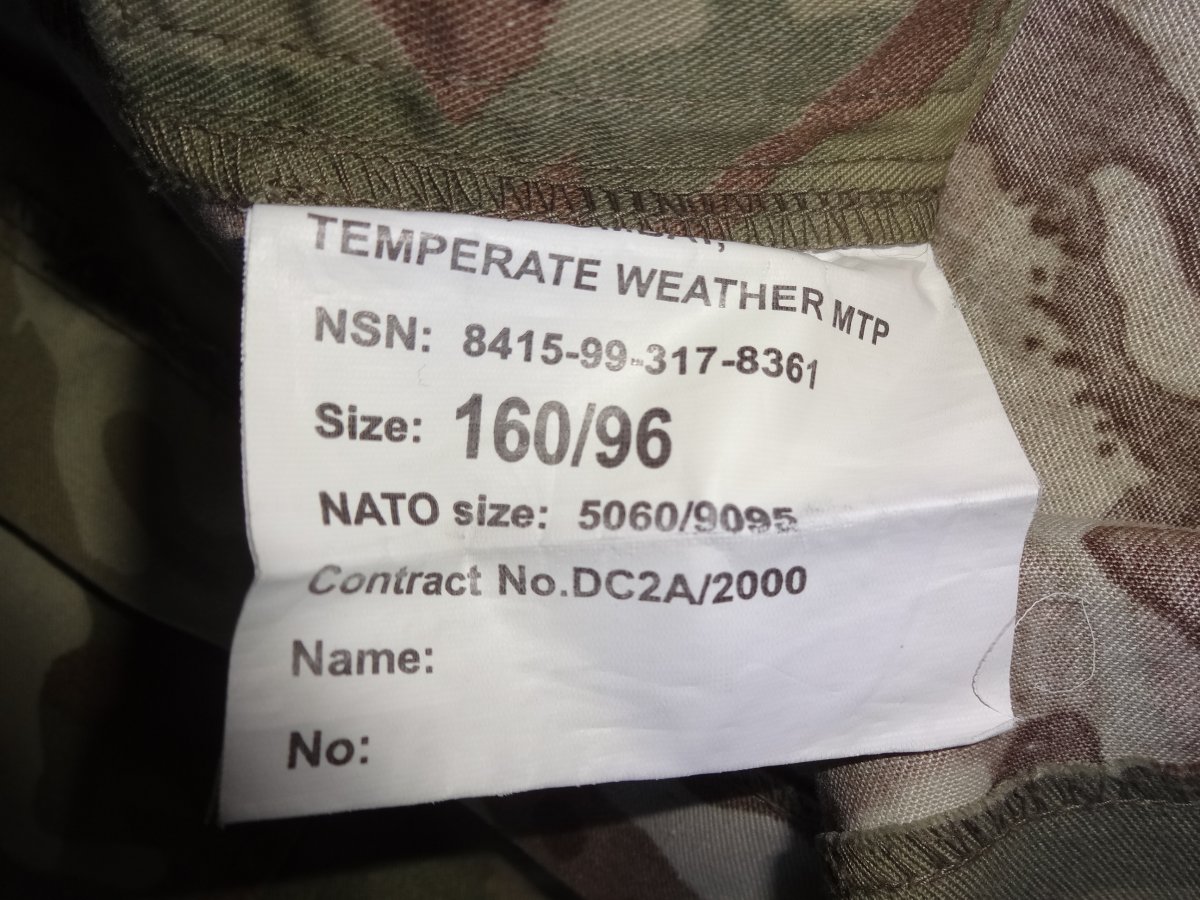 TEMPERATE WEATHER MTP
NSN: 8415-99-317-8361
Size: 160/96
NATO size: 5060/9095
Contract No.DC2A/2000
Name:
No: